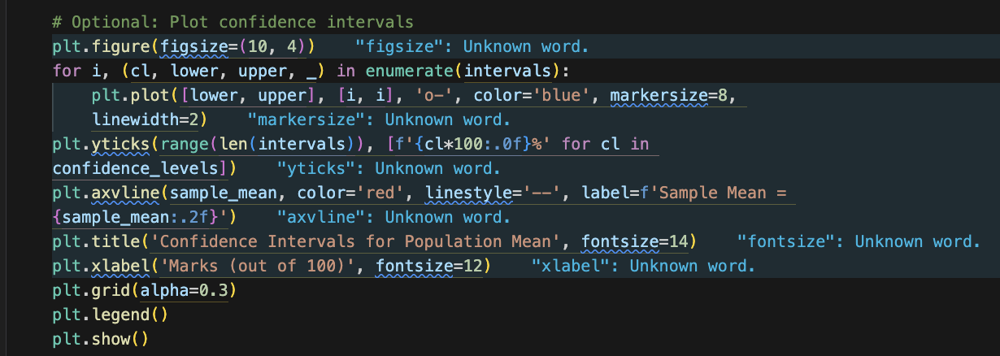 # Optional: Plot confidence intervals
plt.figure(figsize=(10, 4))    "figsize": Unknown word.
for i, (cl, lower, upper, _) in enumerate(intervals):
    plt.plot([lower, upper], [i, i], 'o-', color='blue', markersize=8,
    linewidth=2)    "markersize": Unknown word.
plt.yticks(range(len(intervals)), [f'{cl*100:.0f}%' for cl in
confidence_levels])    "yticks": Unknown word.
plt.axvline(sample_mean, color='red', linestyle='--', label=f'Sample Mean =
{sample_mean:.2f}')    "axvline": Unknown word.
plt.title('Confidence Intervals for Population Mean', fontsize=14)    "fontsize": Unknown word.
plt.xlabel('Marks (out of 100)', fontsize=12)    "xlabel": Unknown word.
plt.grid(alpha=0.3)
plt.legend()
plt.show()